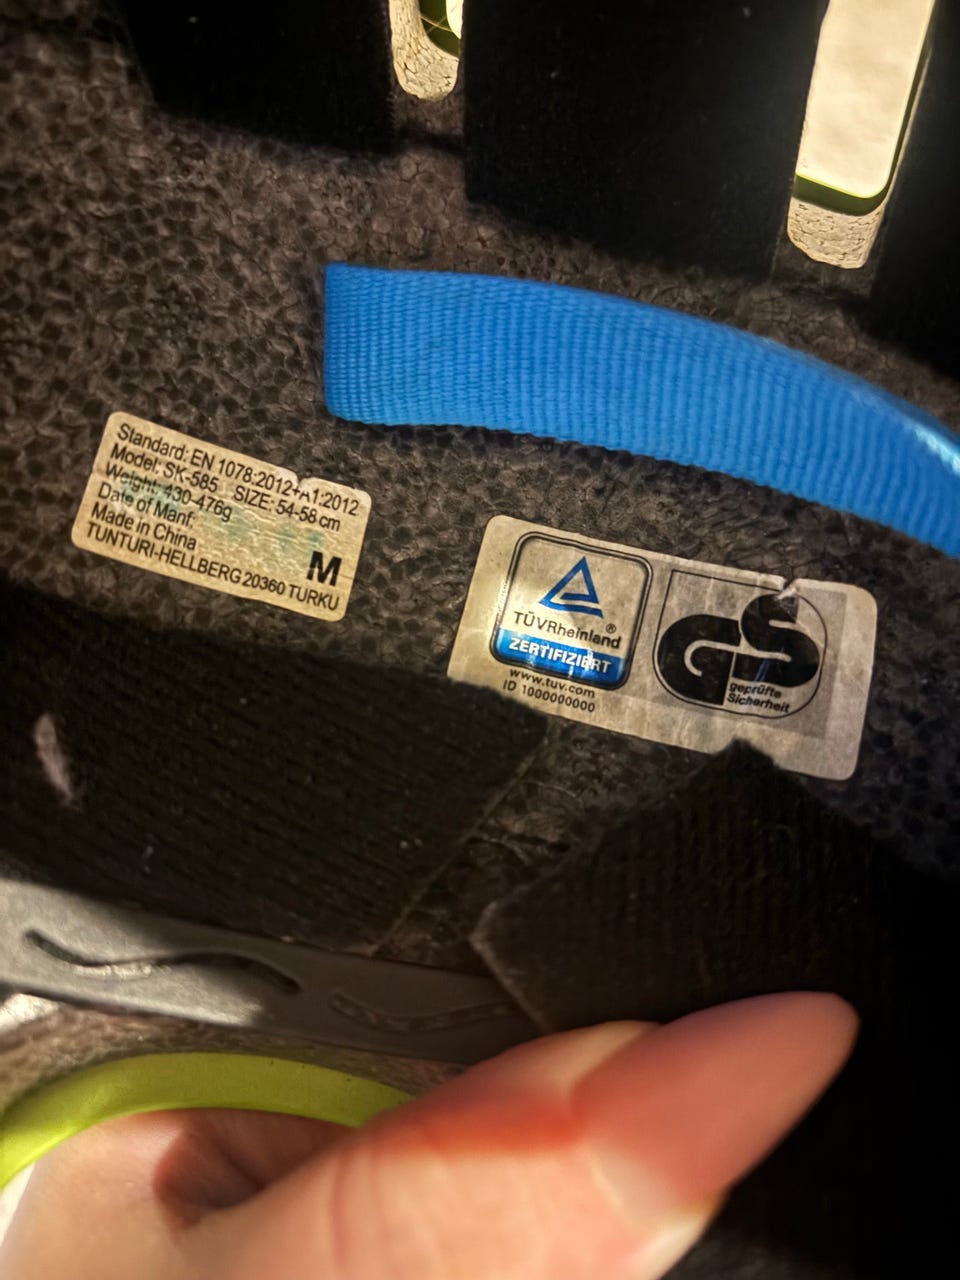 Standard: EN 1078:2012+A1:2012
Model: SK-585 SIZE: 54-58 cm
Weight: 430-476g
Date of Manf:
Made in China
M
TUNTURI-HELLBERG 20360 TURKU
TÜVRheinland®
ZERTIFIZIERT
www.tuv.com
ID 1000000000
GS
geprüfte
Sicherheit